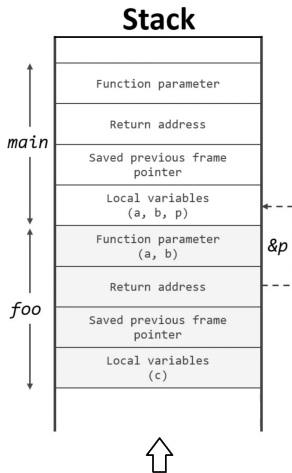 Stack
Function parameter
Return address
main
Saved previous frame
pointer
Local variables
(a, b, p)
Function parameter
(a, b)
&p
Return address
foo
Saved previous frame
pointer
Local variables
(c)